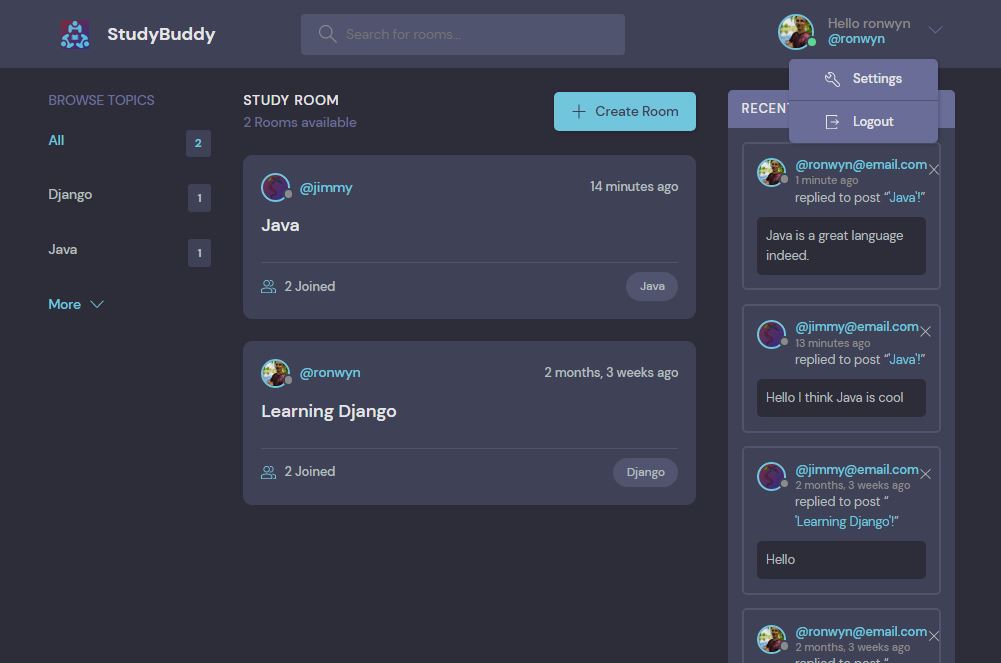 StudyBuddy
Search for rooms...
Hello ronwyn
@ronwyn
Settings
Logout
BROWSE TOPICS
All
2
Django
1
Java
1
More
STUDY ROOM
2 Rooms available
Create Room
@jimmy
14 minutes ago
Java
2 Joined
Java
@ronwyn
2 months, 3 weeks ago
Learning Django
2 Joined
Django
RECENT
@ronwyn@email.com
1 minute ago
replied to post “'Java'!”
Java is a great language
indeed.
@jimmy@email.com
13 minutes ago
replied to post “'Java'!”
Hello I think Java is cool
@jimmy@email.com
2 months, 3 weeks ago
replied to post “
'Learning Django'!”
Hello
@ronwyn@email.com
2 months, 3 weeks ago
replied to post “